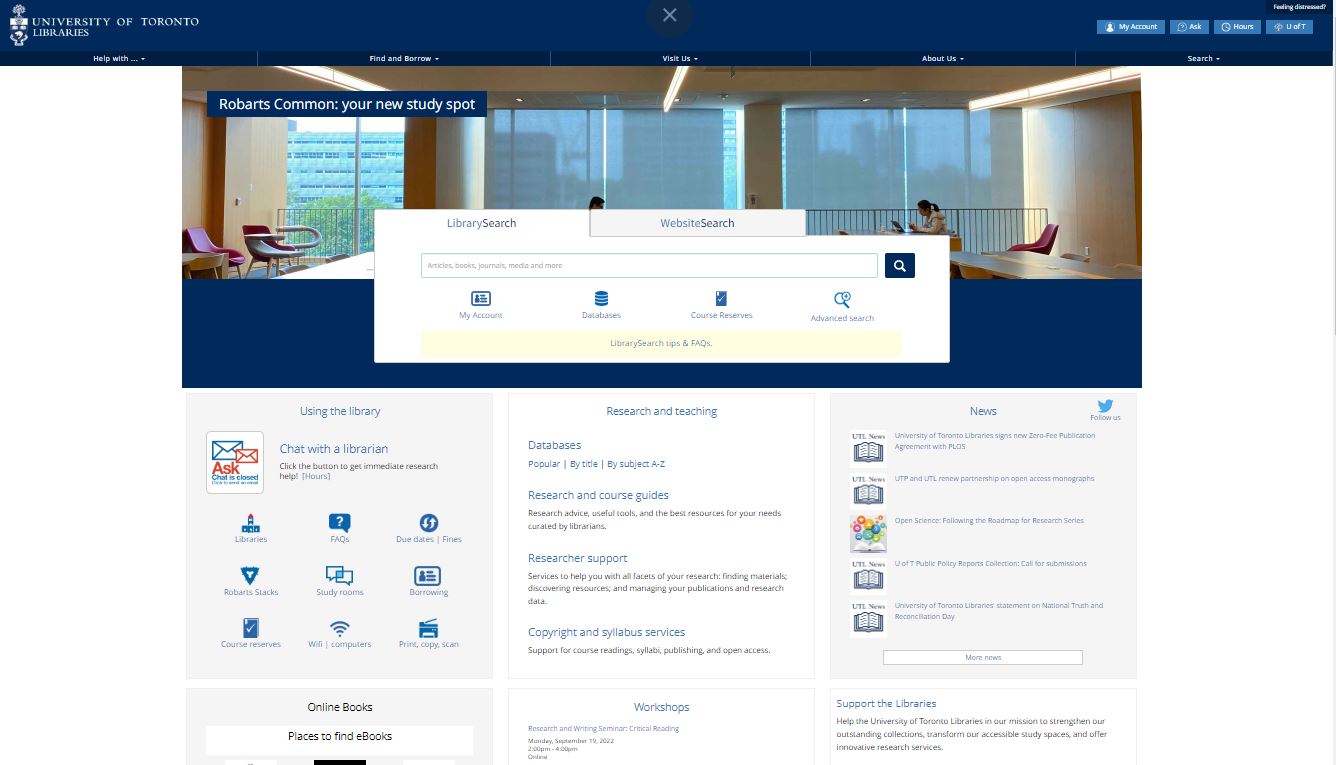 Feeling distressed?
UNIVERSITY OF TORONTO
LIBRARIES
My Account
Ask
Hours
U of T
Help with ...
Find and Borrow
Visit Us
About Us
Search
Robarts Common: your new study spot
LibrarySearch
WebsiteSearch
Articles, books, journals, media and more
My Account
Databases
Course Reserves
Advanced search
LibrarySearch tips & FAQs.
Using the library
Ask
Chat is closed
Click to send an email
Chat with a librarian
Click the button to get immediate research
help! [Hours]
Libraries
FAQs
Due dates | Fines
Robarts Stacks
Study rooms
Borrowing
Course reserves
Wifi | computers
Print, copy, scan
Research and teaching
Databases
Popular | By title | By subject A-Z
Research and course guides
Research advice, useful tools, and the best resources for your needs
curated by librarians.
Researcher support
Services to help you with all facets of your research: finding materials;
discovering resources; and managing your publications and research
data.
Copyright and syllabus services
Support for course readings, syllabi, publishing, and open access.
News
Follow us
UTL News
University of Toronto Libraries signs new Zero-Fee Publication
Agreement with PLOS
UTL News
UTP and UTL renew partnership on open access monographs
Open Science: Following the Roadmap for Research Series
UTL News
U of T Public Policy Reports Collection: Call for submissions
UTL News
University of Toronto Libraries' statement on National Truth and
Reconciliation Day
More news
Online Books
Places to find eBooks
Workshops
Research and Writing Seminar: Critical Reading
Monday, September 19, 2022
2:00pm - 4:00pm
Online
Support the Libraries
Help the University of Toronto Libraries in our mission to strengthen our
outstanding collections, transform our accessible study spaces, and offer
innovative research services.